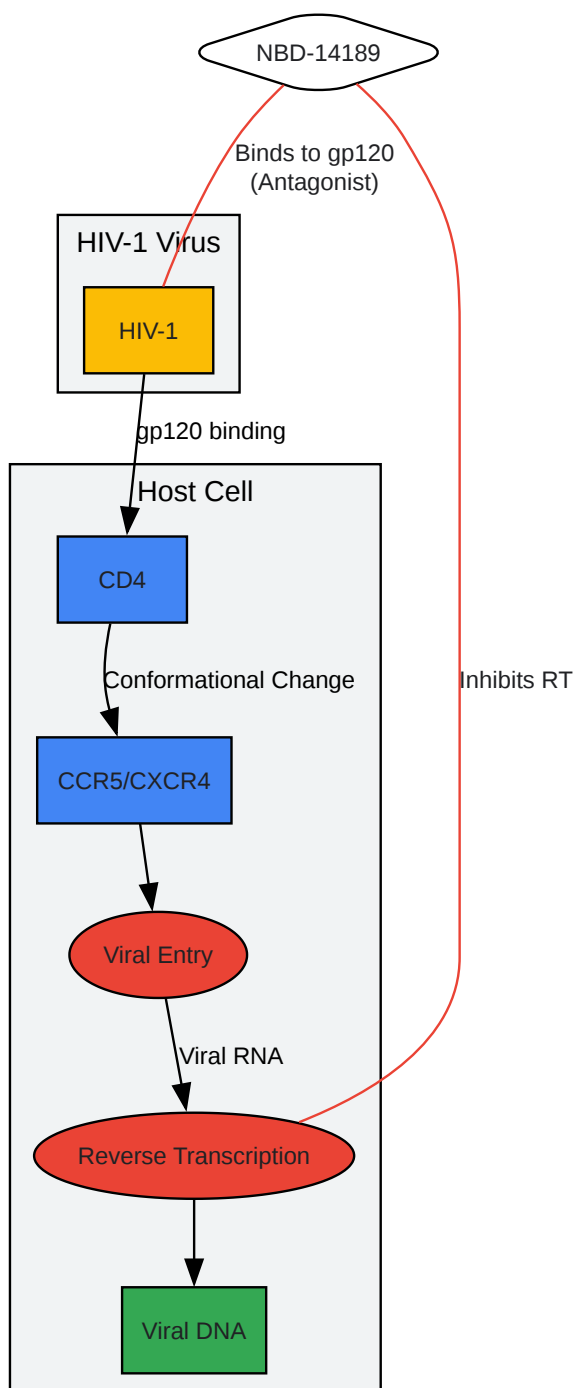 NBD-14189
Binds to gp120
(Antagonist)
HIV-1 Virus
HIV-1
gp120 binding
Host Cell
CD4
Conformational Change
Inhibits RT
CCR5/CXCR4
Viral Entry
Viral RNA
Reverse Transcription
Viral DNA